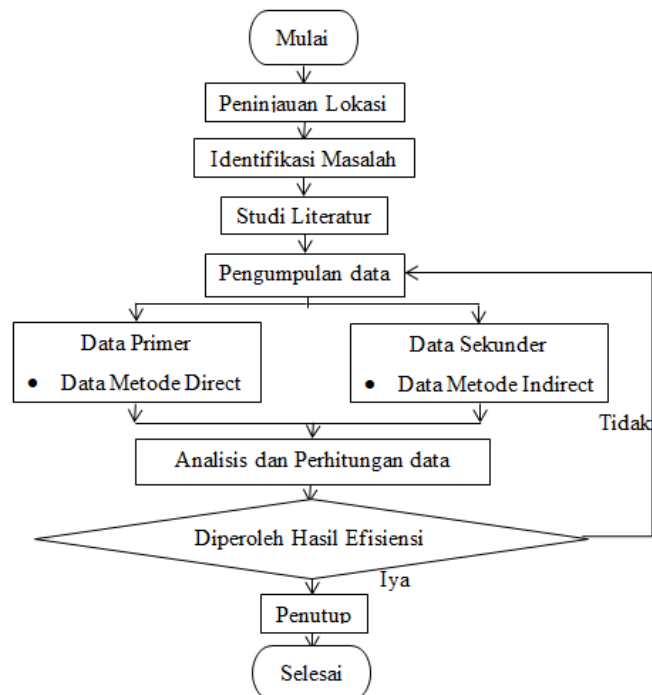 Mulai
Peninjauan Lokasi
Identifikasi Masalah
Studi Literatur
Pengumpulan data
Data Primer
• Data Metode Direct
Data Sekunder
• Data Metode Indirect
Tidak
Analisis dan Perhitungan data
Diperoleh Hasil Efisiensi
Iya
Penutup
Selesai